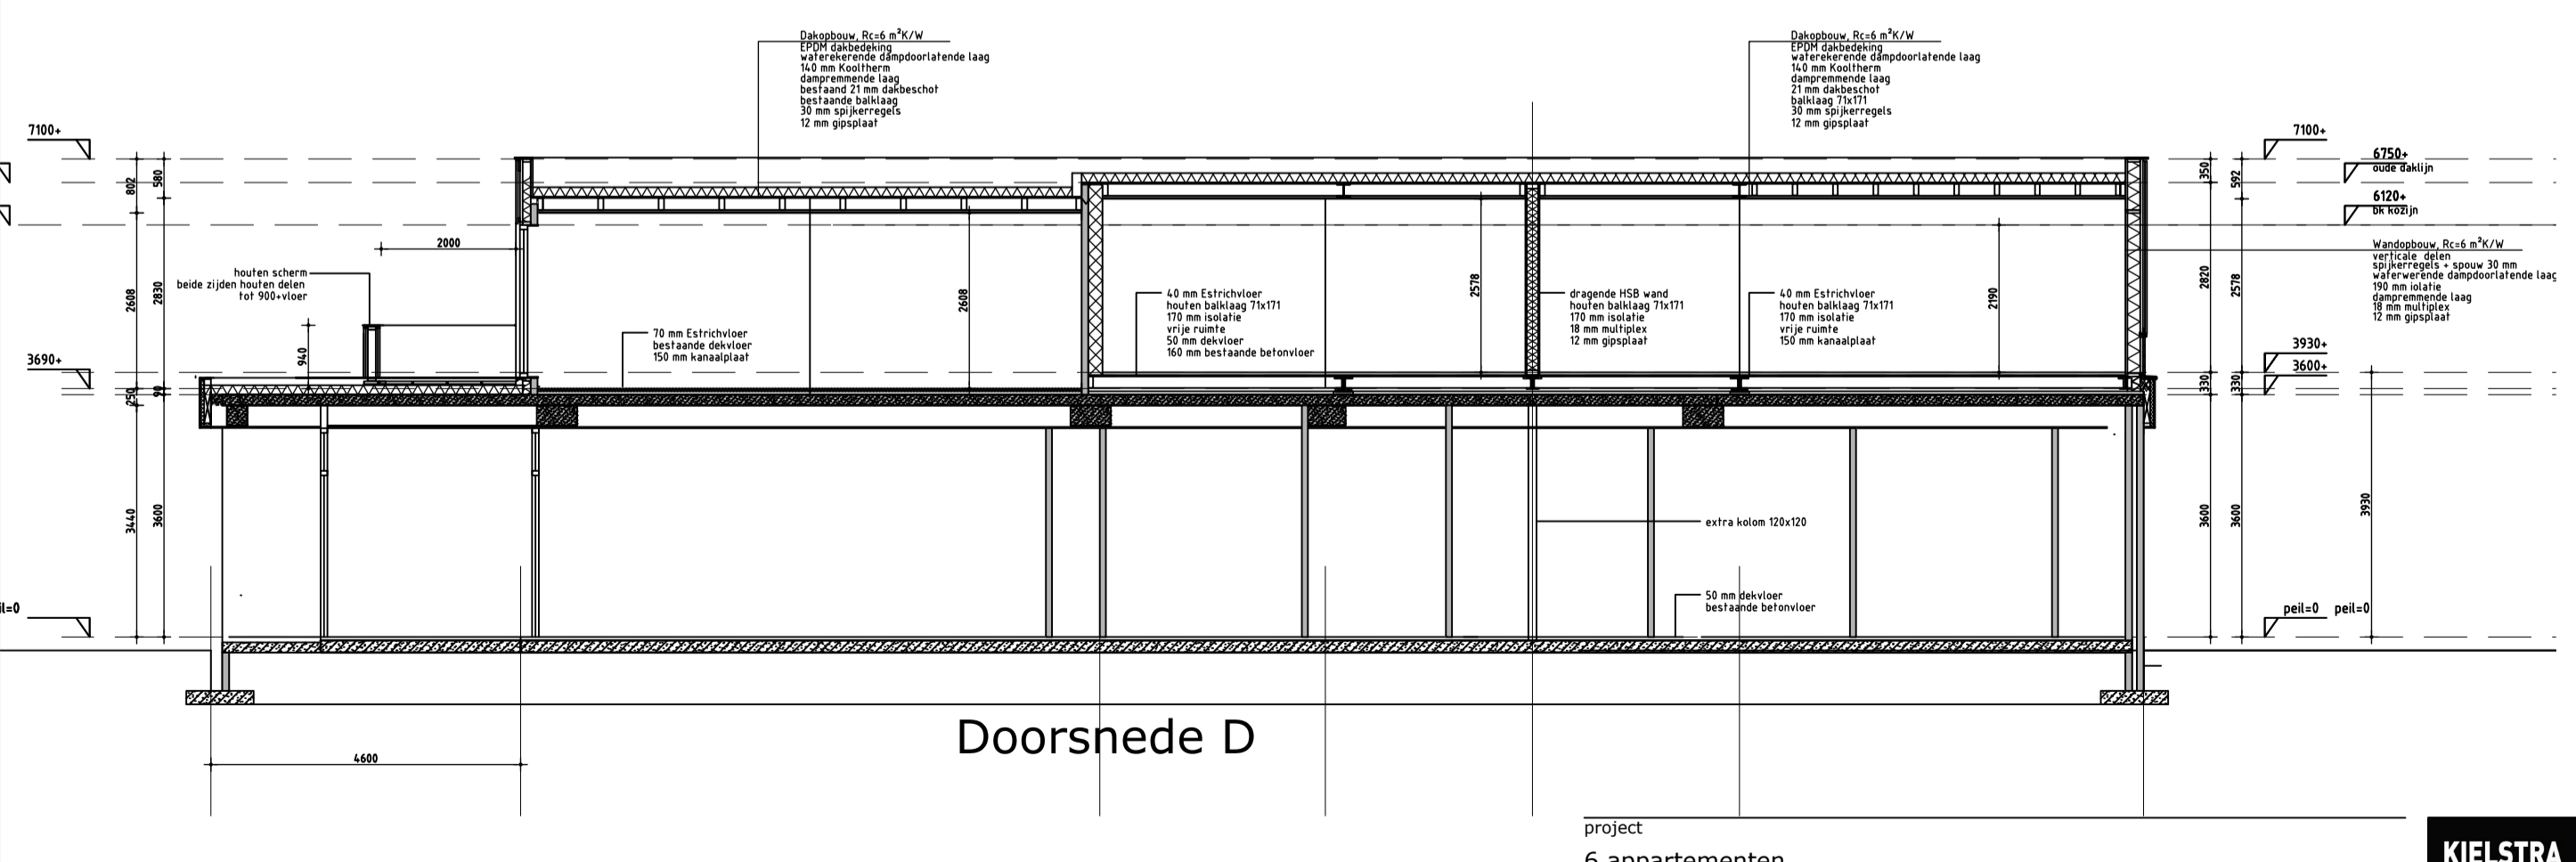 Dakopbouw, Rc=6 m²K/W
EPDM dakbedeking
waterekerende dampdoorlatende laag
140 mm Kooltherm
dampremmende laag
bestaand 21 mm dakbeschot
bestaande balklaag
30 mm spijkerregels
12 mm gipsplaat
Dakopbouw, Rc=6 m²K/W
EPDM dakbedeking
waterekerende dampdoorlatende laag
140 mm Kooltherm
dampremmende laag
21 mm dakbeschot
balklaag 71x171
30 mm spijkerregels
12 mm gipsplaat
7100+
802
580
2608
2830
3690+
250
90
3440
3600
il=0
2000
houten scherm
beide zijden houten delen
tot 900+vloer
940
70 mm Estrichvloer
bestaande dekvloer
150 mm kanaalplaat
2608
40 mm Estrichvloer
houten balklaag 71x171
170 mm isolatie
vrije ruimte
50 mm dekvloer
160 mm bestaande betonvloer
2578
dragende HSB wand
houten balklaag 71x171
170 mm isolatie
18 mm multiplex
12 mm gipsplaat
40 mm Estrichvloer
houten balklaag 71x171
170 mm isolatie
vrije ruimte
150 mm kanaalplaat
2190
extra kolom 120x120
50 mm dekvloer
bestaande betonvloer
7100+
6750+
oude daklijn
6120+
bk kozijn
350
592
2820
2578
Wandopbouw, Rc=6 m²K/W
verticale delen
spijkerregels + spouw 30 mm
waterwerende dampdoorlatende laag
190 mm iolatie
dampremmende laag
18 mm multiplex
12 mm gipsplaat
3930+
3600+
330
330
3600
3600
3930
peil=0 peil=0
4600
Doorsnede D
project
6 appartementen
KIELSTRA